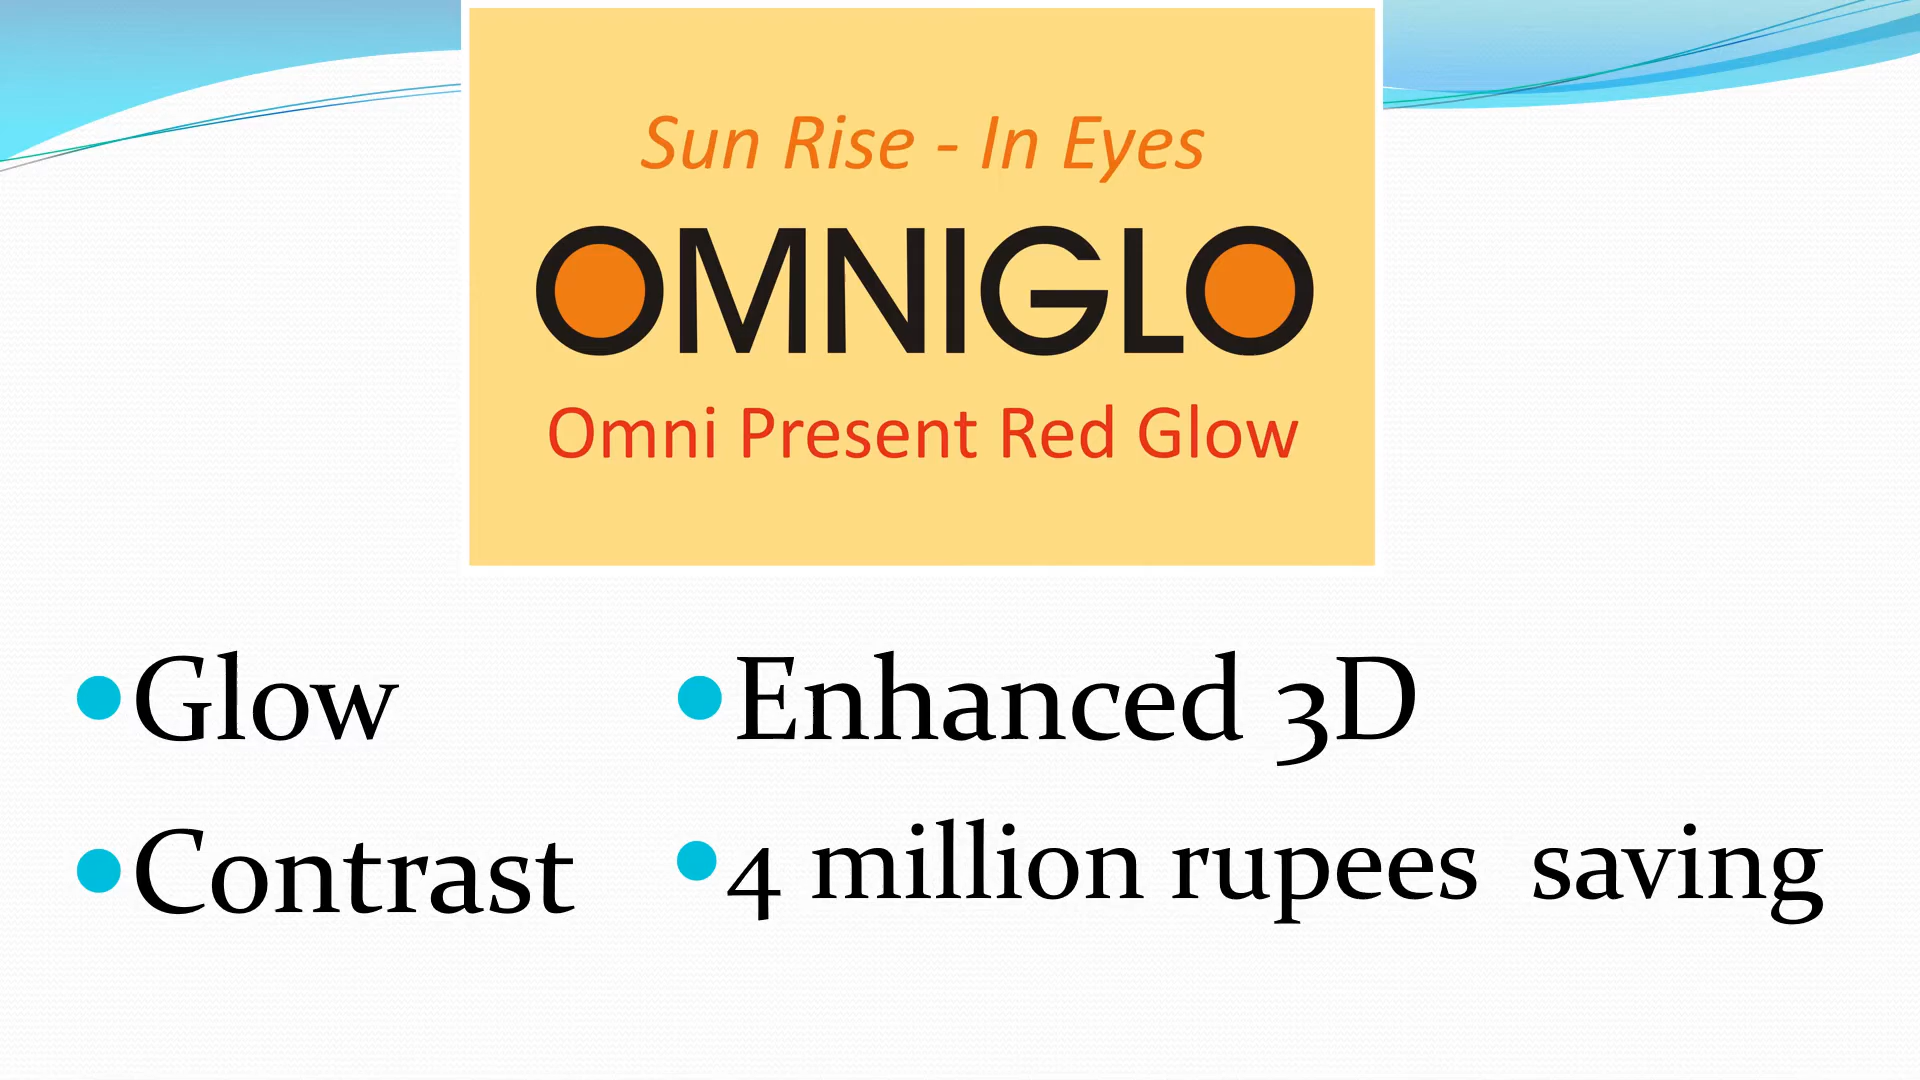 Sun Rise - In Eyes
OMNIGLO
Omni Present Red Glow
•Glow
•Contrast
•Enhanced 3D
•4 million rupees  saving